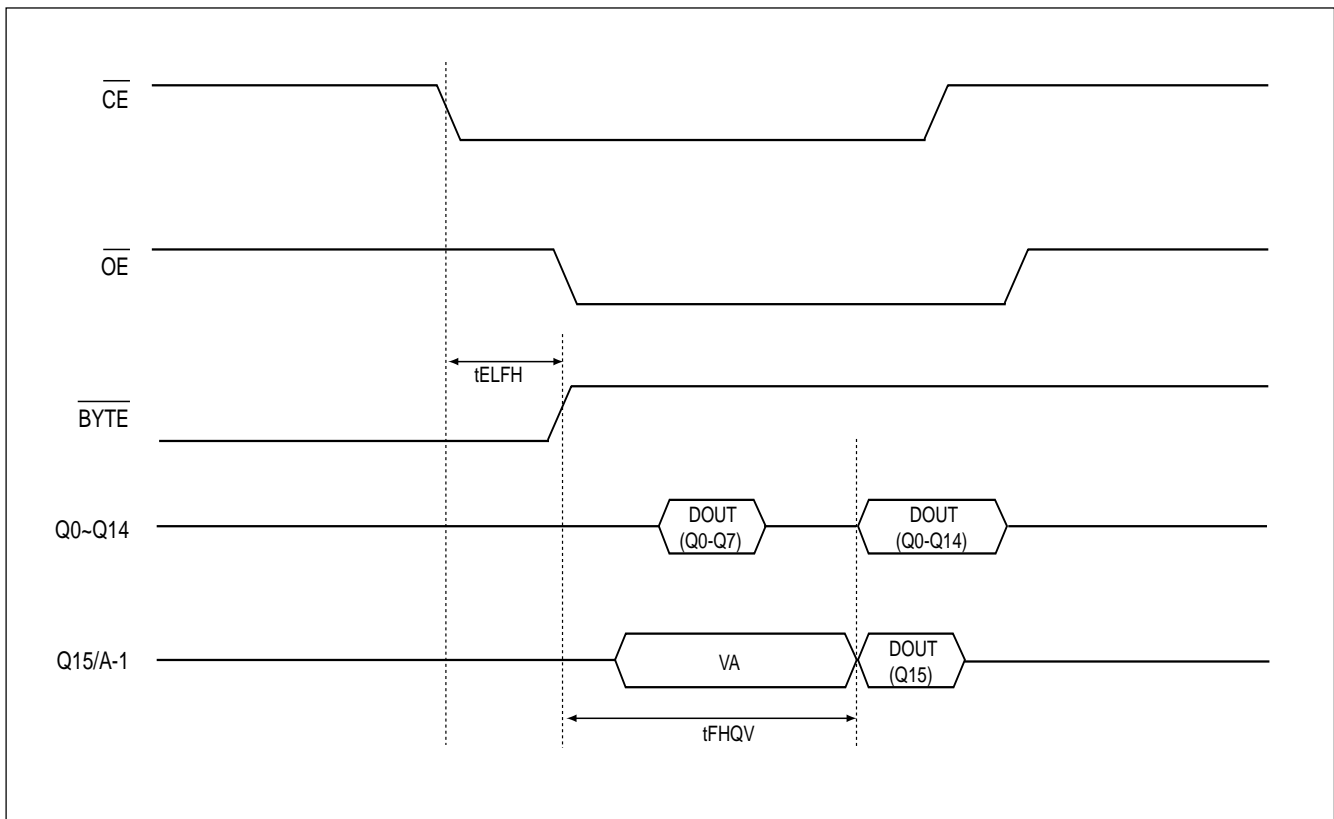 CE
OE
tELFH
BYTE
DOUT
(Q0-Q7)
DOUT
(Q0-Q14)
Q0~Q14
Q15/A-1
VA
DOUT
(Q15)
tFHQV